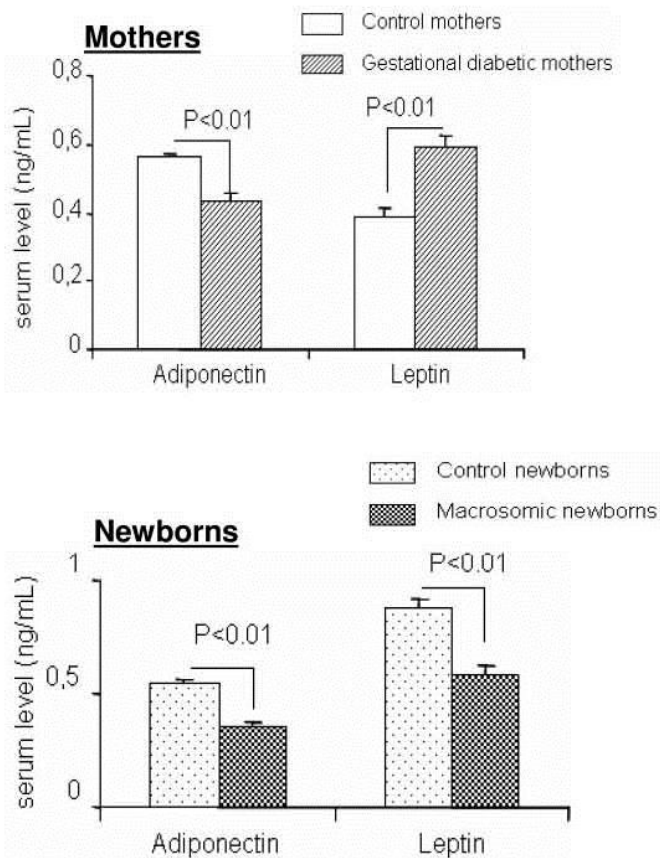 Mothers
Control mothers
Gestational diabetic mothers
serum level (ng/mL)
0,8
0,6
0,4
0,2
0
P<0.01
P<0.01
Adiponectin
Leptin
Control newborns
Macrosomic newborns
Newborns
serum level (ng/mL)
1
0,5
0
P<0.01
P<0.01
Adiponectin
Leptin